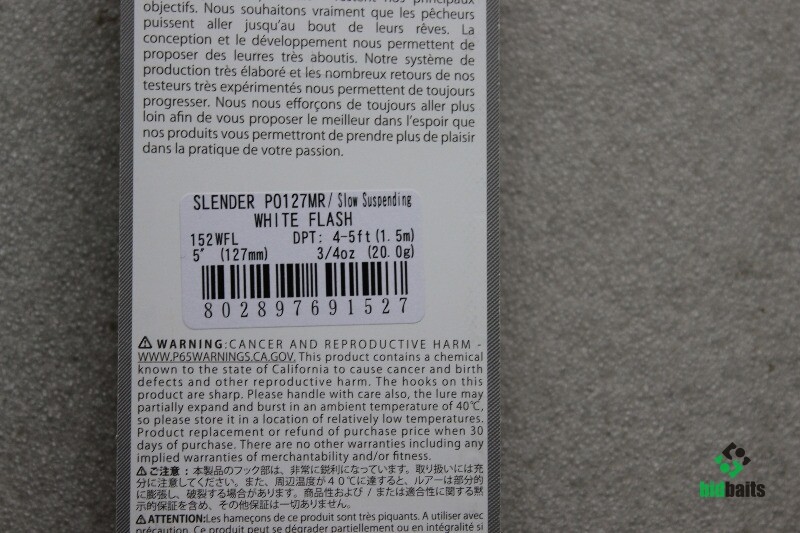 objectifs. Nous souhaitons vraiment que les pêcheurs
puissent aller jusqu'au bout de leurs rêves. La
conception et le développement nous permettent de
proposer des leurres très aboutis. Notre système de
production très élaboré et les nombreux retours de nos
testeurs très expérimentés nous permettent de toujours
progresser. Nous nous efforçons de toujours aller plus
loin afin de vous proposer le meilleur dans l'espoir que
nos produits vous permettront de prendre plus de plaisir
dans la pratique de votre passion.
SLENDER PO127MR/ Slow Suspending
WHITE FLASH
152WFL DPT: 4-5ft(1.5m)
5" (127mm) 3/4oz (20.0g)
802897691527
⚠WARNING:CANCER AND REPRODUCTIVE HARM -
WWW.P65WARNINGS.CA.GOV. This product contains a chemical
known to the state of California to cause cancer and birth
defects and other reproductive harm. The hooks on this
product are sharp. Please handle with care also, the lure may
partially expand and burst in an ambient temperature of 40℃,
so please store it in a location of relatively low temperatures.
Product replacement or refund of purchase price when 30
days of purchase. There are no other warranties including any
implied warranties of merchantability and/or fitness.
⚠ご注意：本製品のフック部は、非常に鋭利になっています。取り扱いには充
分に注意してください。また、周辺温度が４０℃に達すると、ルアーは部分的
に膨張し、破裂する場合があります。商品性および / または適合性に関する黙
示的保証を含め、その他保証は一切ありません。
⚠ATTENTION:Les hameçons de ce produit sont très piquants. A utiliser avec
précaution. Ce produit peut se dégrader partiellement ou en intégralité si
bidbaits